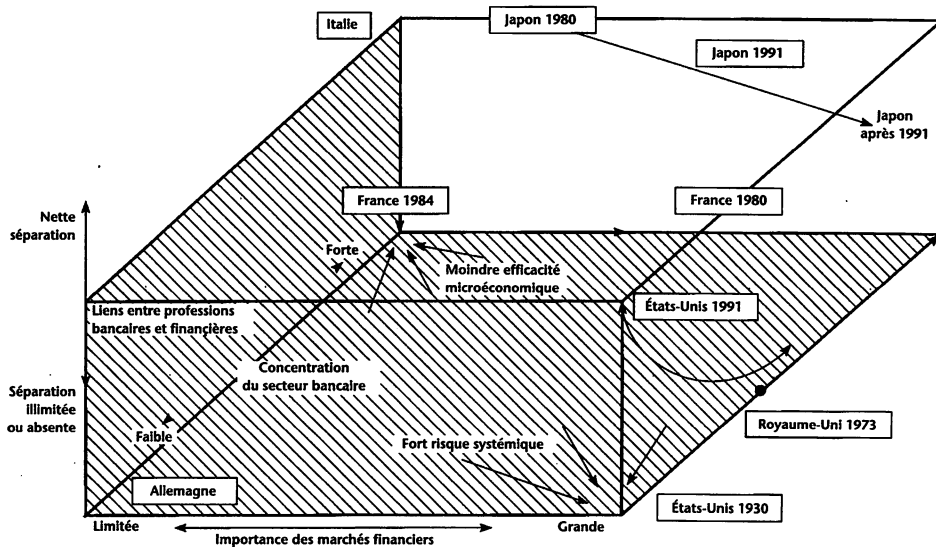 Italie
Japon 1980
Japon 1991
Japon
après 1991
France 1984
France 1980
Nette
séparation
Forte
Moindre efficacité
microéconomique
Liens entre professions
bancaires et financières
États-Unis 1991
Concentration
du secteur bancaire
Séparation
illimitée
ou absente
Faible
Fort risque systémique
Royaume-Uni 1973
Allemagne
États-Unis 1930
Limitée
Grande
Importance des marchés financiers